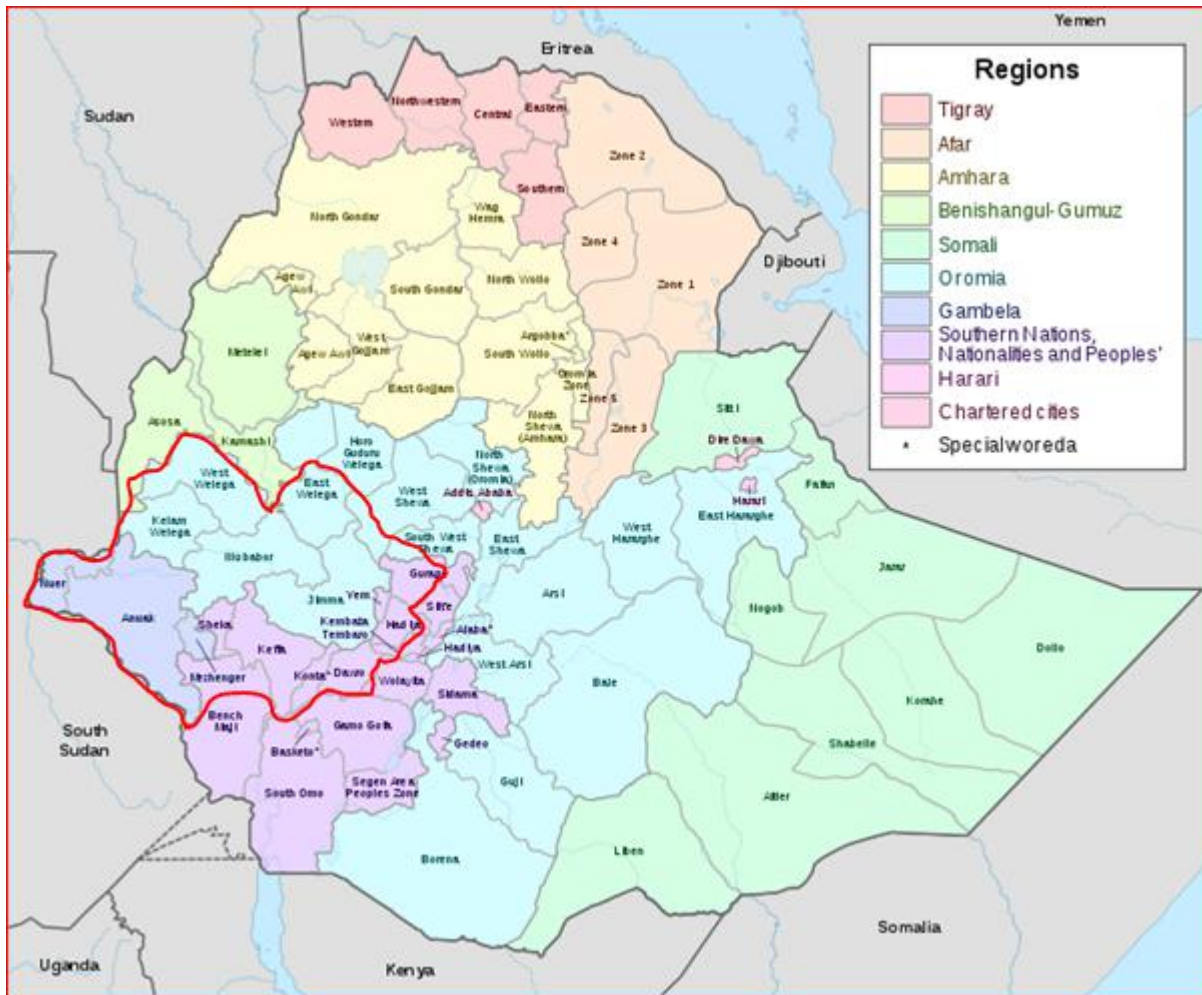 Yemen
Eritrea
Sudan
Regions
Tigray
Afar
Amhara
Benishangul-Gumuz
Somali
Oromia
Gambela
Southern Nations,
Nationalities and Peoples'
Harari
Chartered cities
Specialworeda
Western
Northwestern
Central
Eastern
Southern
Zone 2
Zone 4
Zone 1
Djibouti
North Gondar
Wag
Hemra
Agew
Awi
South Gondar
North Wollo
West
Gojjam
Agew Awi
Argobba*
South Wollo
Oromia
Zone
East Gojjam
Zone 5
Zone 3
North
Shewa
(Amhara)
Metekel
Asosa
Kamashi
Sitti
Dire Dawa
Harari
East Hararghe
Fafan
Horo
Guduru
Welega
North
Shewa
(Oromia)
Addis Ababa
West
Welega
East
Welega
West
Shewa
Kelam
Welega
South West
Shewa
East
Shewa
West
Hararghe
Illubabor
Nuer
Anuak
Gurage
Jimma
Yem
Silt'e
Arsi
Jarar
Nogob
Sheka
Kembata
Tembaro
Hadiya
Alaba*
Hadiya
Keffa
West Arsi
Bale
Dollo
Mezhenger
Konta*
Dawro
Wolayita
Sidama
Korahe
South
Sudan
Bench
Maji
Gamo Gofa
Gedeo
Basketo*
Shabelle
Segen Area
Peoples Zone
Guji
South Omo
Afder
Liben
Borena
Somalia
Uganda
Kenya